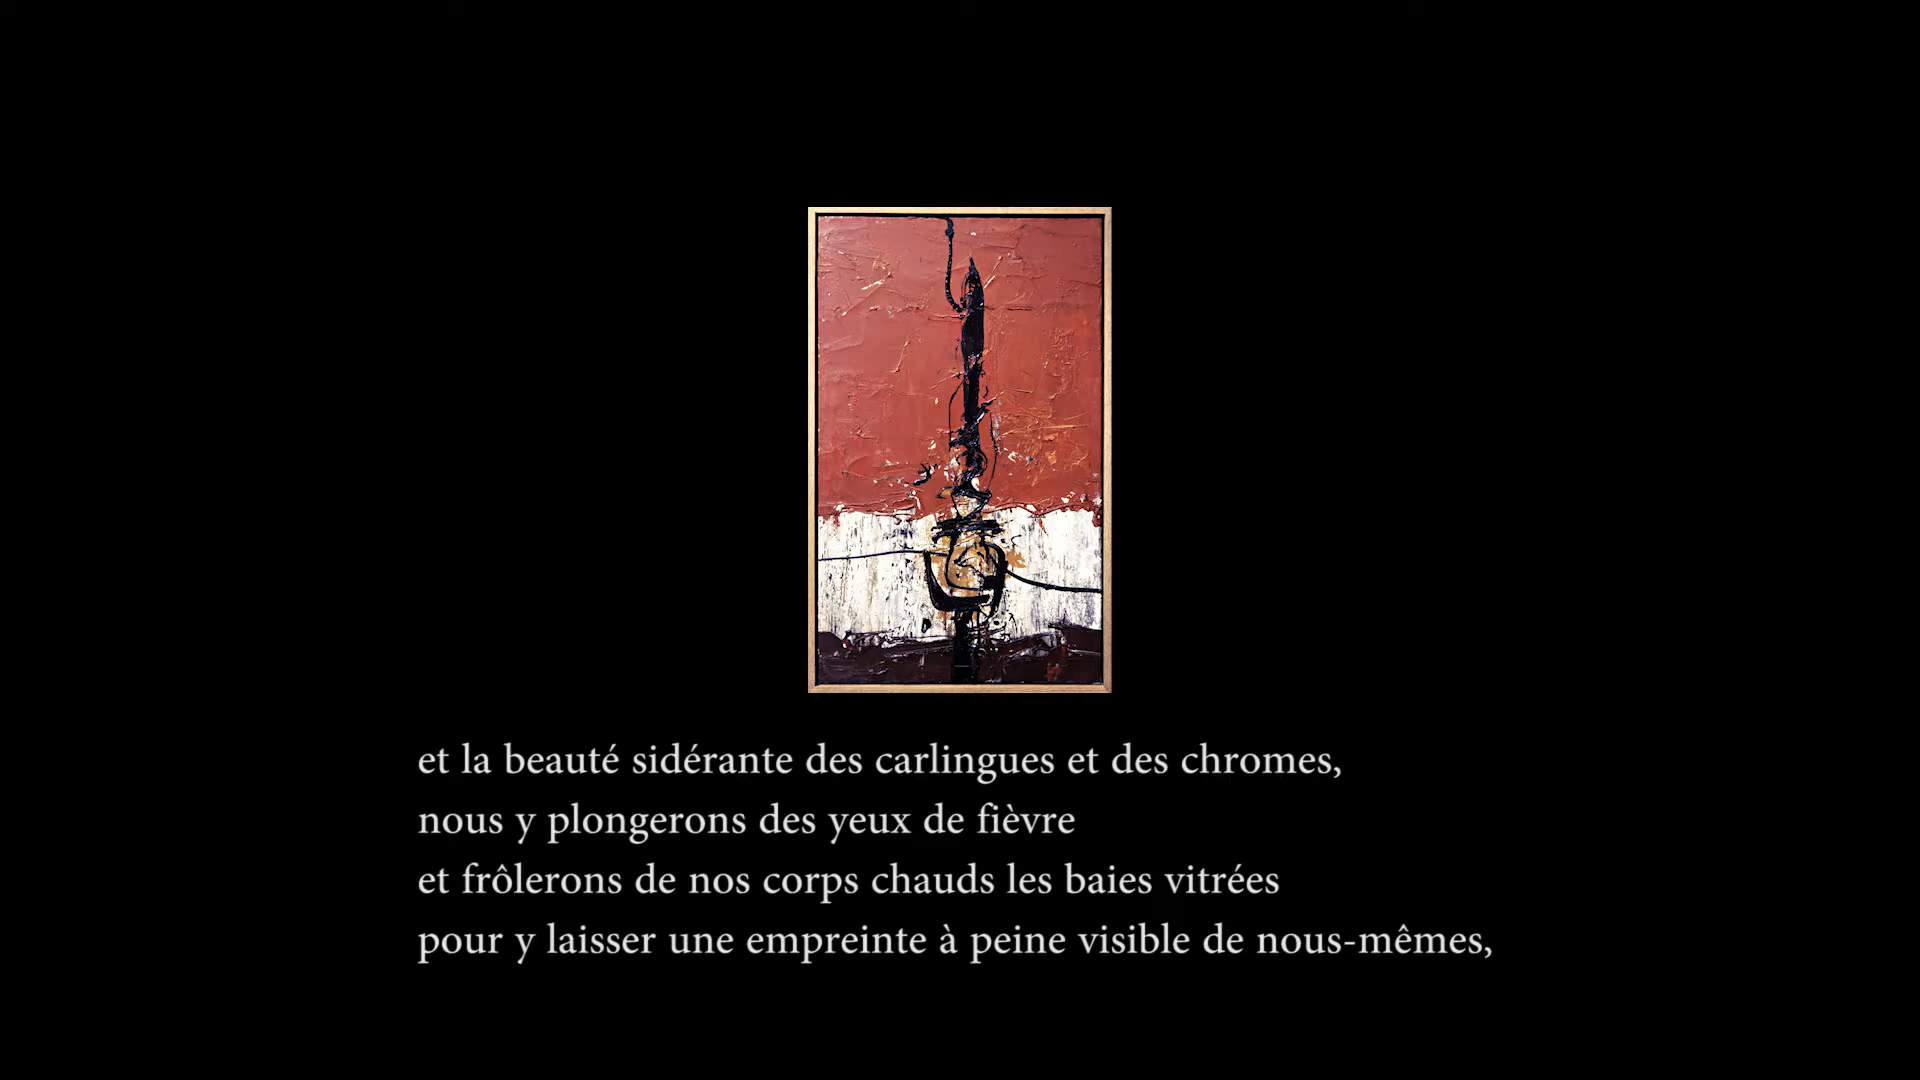 et la beauté sidérante des carlingues et des chromes,
nous y plongerons des yeux de fièvre
et frôlerons de nos corps chauds les baies vitrées
pour y laisser une empreinte à peine visible de nous-mêmes,